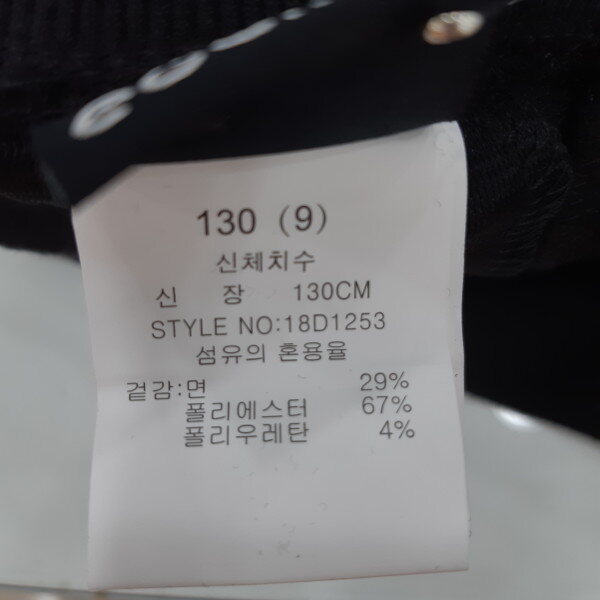 130 (9)
신체치수
신 장 130CM
STYLE NO:18D1253
섬유의 혼용율
겉감:면 29%
폴리에스터 67%
폴리우레탄 4%